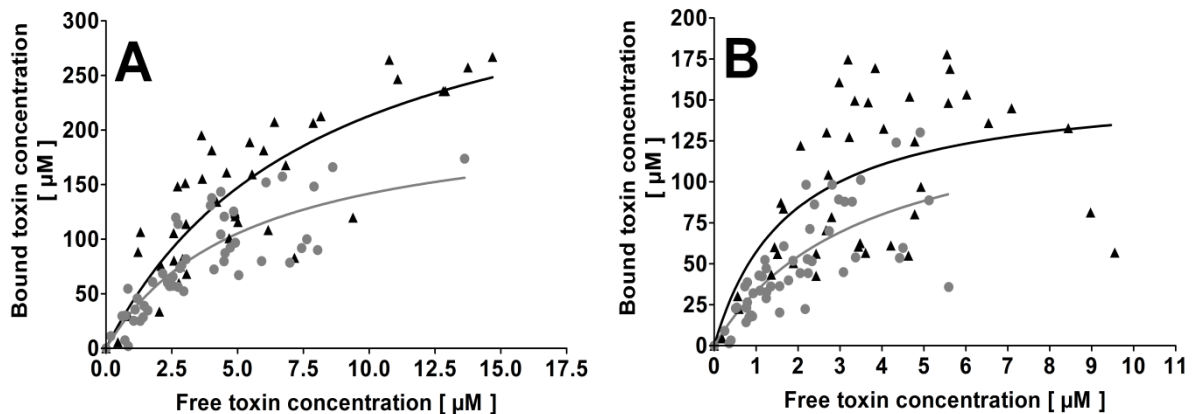 A
Bound toxin concentration
[ µM ]
300
250
200
150
100
50
0
0.0 2.5 5.0 7.5 10.0 12.5 15.0 17.5
Free toxin concentration [ µM ]
B
Bound toxin concentration
[ µM ]
200
175
150
125
100
75
50
25
0
0 1 2 3 4 5 6 7 8 9 10 11
Free toxin concentration [ µM ]